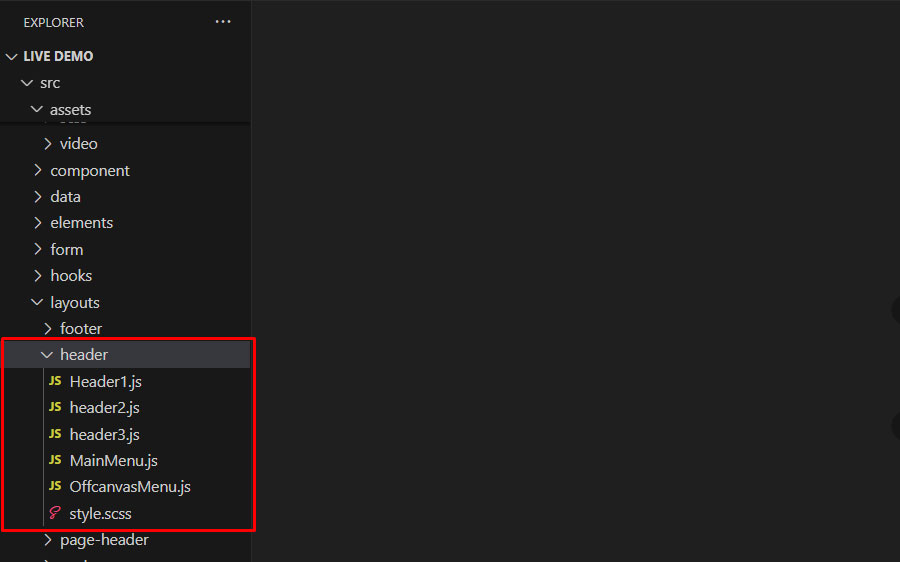 EXPLORER ...
LIVE DEMO
src
assets
video
component
data
elements
form
hooks
layouts
footer
header
JS Header1.js
JS header2.js
JS header3.js
JS MainMenu.js
JS OffcanvasMenu.js
style.scss
page-header